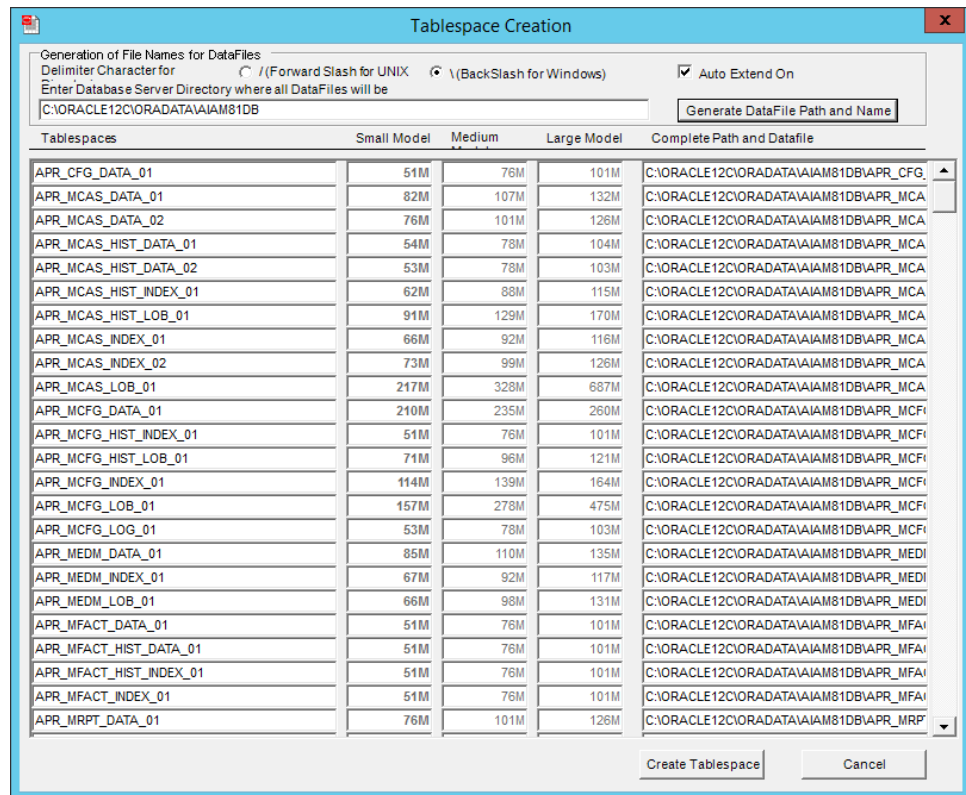 Tablespace Creation
x
Generation of File Names for DataFiles
Delimiter Character for
/ (Forward Slash for UNIX
\ (BackSlash for Windows)
Auto Extend On
Enter Database Server Directory where all DataFiles will be
C:\ORACLE12C\ORADATA\AIAM81DB
Generate DataFile Path and Name
Tablespaces Small Model Medium Large Model Complete Path and Datafile
APR_CFG_DATA_01 51M 76M 101M C:\ORACLE12C\ORADATA\AIAM81DB\APR_CFG_
APR_MCAS_DATA_01 82M 107M 132M C:\ORACLE12C\ORADATA\AIAM81DB\APR_MCA
APR_MCAS_DATA_02 76M 101M 126M C:\ORACLE12C\ORADATA\AIAM81DB\APR_MCA
APR_MCAS_HIST_DATA_01 54M 78M 104M C:\ORACLE12C\ORADATA\AIAM81DB\APR_MCA
APR_MCAS_HIST_DATA_02 53M 78M 103M C:\ORACLE12C\ORADATA\AIAM81DB\APR_MCA
APR_MCAS_HIST_INDEX_01 62M 88M 115M C:\ORACLE12C\ORADATA\AIAM81DB\APR_MCA
APR_MCAS_HIST_LOB_01 91M 129M 170M C:\ORACLE12C\ORADATA\AIAM81DB\APR_MCA
APR_MCAS_INDEX_01 66M 92M 116M C:\ORACLE12C\ORADATA\AIAM81DB\APR_MCA
APR_MCAS_INDEX_02 73M 99M 126M C:\ORACLE12C\ORADATA\AIAM81DB\APR_MCA
APR_MCAS_LOB_01 217M 328M 687M C:\ORACLE12C\ORADATA\AIAM81DB\APR_MCA
APR_MCFG_DATA_01 210M 235M 260M C:\ORACLE12C\ORADATA\AIAM81DB\APR_MCF
APR_MCFG_HIST_INDEX_01 51M 76M 101M C:\ORACLE12C\ORADATA\AIAM81DB\APR_MCF
APR_MCFG_HIST_LOB_01 71M 96M 121M C:\ORACLE12C\ORADATA\AIAM81DB\APR_MCF
APR_MCFG_INDEX_01 114M 139M 164M C:\ORACLE12C\ORADATA\AIAM81DB\APR_MCF
APR_MCFG_LOB_01 157M 278M 475M C:\ORACLE12C\ORADATA\AIAM81DB\APR_MCF
APR_MCFG_LOG_01 53M 78M 103M C:\ORACLE12C\ORADATA\AIAM81DB\APR_MCF
APR_MEDM_DATA_01 85M 110M 135M C:\ORACLE12C\ORADATA\AIAM81DB\APR_MED
APR_MEDM_INDEX_01 67M 92M 117M C:\ORACLE12C\ORADATA\AIAM81DB\APR_MED
APR_MEDM_LOB_01 66M 98M 131M C:\ORACLE12C\ORADATA\AIAM81DB\APR_MED
APR_MFACT_DATA_01 51M 76M 101M C:\ORACLE12C\ORADATA\AIAM81DB\APR_MFA
APR_MFACT_HIST_DATA_01 51M 76M 101M C:\ORACLE12C\ORADATA\AIAM81DB\APR_MFA
APR_MFACT_HIST_INDEX_01 51M 76M 101M C:\ORACLE12C\ORADATA\AIAM81DB\APR_MFA
APR_MFACT_INDEX_01 51M 76M 101M C:\ORACLE12C\ORADATA\AIAM81DB\APR_MFA
APR_MRPT_DATA_01 76M 101M 126M C:\ORACLE12C\ORADATA\AIAM81DB\APR_MRP
Create Tablespace
Cancel